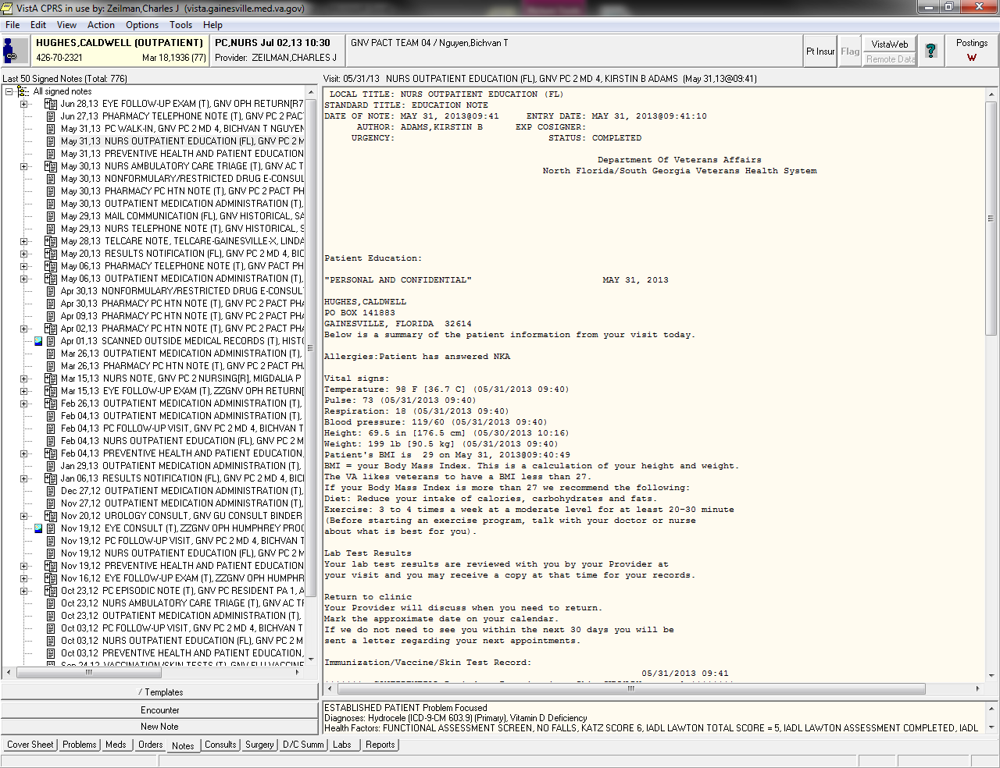 VistA CPRS in use by: Zeilman,Charles J (vista.gainesville.med.va.gov)
File Edit View Action Options Tools Help
HUGHES,CALDWELL (OUTPATIENT)
426-70-2321 Mar 18,1936 (77)
PC,NURS Jul 02,13 10:30
Provider: ZEILMAN,CHARLES J
GNV PACT TEAM 04 / Nguyen,Bichvan T
Pt Insur
Flag
VistaWeb
Remote Data
?
Postings
W
Last 50 Signed Notes (Total: 776)
All signed notes
Jun 28,13 EYE FOLLOW-UP EXAM (T), GNV OPH RETURN[R7
Jun 27,13 PHARMACY TELEPHONE NOTE (T), GNV PC 2 PAC
May 31,13 PC WALK-IN, GNV PC 2 MD 4, BICHVAN T NGUYEN
May 31,13 NURS OUTPATIENT EDUCATION (FL), GNV PC 2 M
May 31,13 PREVENTIVE HEALTH AND PATIENT EDUCATION
May 30,13 NURS AMBULATORY CARE TRIAGE (T), GNV AC T
May 30,13 NONFORMULARY/RESTRICTED DRUG E-CONSUL
May 30,13 PHARMACY PC HTN NOTE (T), GNV PC 2 PACT PH
May 30,13 OUTPATIENT MEDICATION ADMINISTRATION (T),
May 29,13 MAIL COMMUNICATION (FL), GNV HISTORICAL, SA
May 29,13 NURS TELEPHONE NOTE (T), GNV HISTORICAL, S
May 28,13 TELCARE NOTE, TELCARE-GAINESVILLE-X, LINDA
May 20,13 RESULTS NOTIFICATION (FL), GNV PC 2 MD 4, BIC
May 06,13 PHARMACY TELEPHONE NOTE (T), GNV PACT PH
May 06,13 OUTPATIENT MEDICATION ADMINISTRATION (T),
Apr 30,13 NONFORMULARY/RESTRICTED DRUG E-CONSUL
Apr 30,13 PHARMACY PC HTN NOTE (T), GNV PC 2 PACT PHA
Apr 09,13 PHARMACY PC HTN NOTE (T), GNV PC 2 PACT PHA
Apr 02,13 PHARMACY PC HTN NOTE (T), GNV PC 2 PACT PHA
Apr 01,13 SCANNED OUTSIDE MEDICAL RECORDS (T), HISTO
Mar 26,13 OUTPATIENT MEDICATION ADMINISTRATION (T),
Mar 26,13 PHARMACY PC HTN NOTE (T), GNV PC 2 PACT PH
Mar 15,13 NURS NOTE, GNV PC 2 NURSING[R], MIGDALIA P
Mar 15,13 EYE FOLLOW-UP EXAM (T), ZZGNV OPH RETURN[
Feb 26,13 OUTPATIENT MEDICATION ADMINISTRATION (T),
Feb 04,13 OUTPATIENT MEDICATION ADMINISTRATION (T),
Feb 04,13 PC FOLLOW-UP VISIT, GNV PC 2 MD 4, BICHVAN T
Feb 04,13 NURS OUTPATIENT EDUCATION (FL), GNV PC 2 M
Feb 04,13 PREVENTIVE HEALTH AND PATIENT EDUCATION,
Jan 29,13 OUTPATIENT MEDICATION ADMINISTRATION (T),
Jan 06,13 RESULTS NOTIFICATION (FL), GNV PC 2 MD 4, BICI
Dec 27,12 OUTPATIENT MEDICATION ADMINISTRATION (T),
Nov 27,12 OUTPATIENT MEDICATION ADMINISTRATION (T),
Nov 20,12 UROLOGY CONSULT, GNV GU CONSULT BINDER
Nov 19,12 EYE CONSULT (T), ZZGNV OPH HUMPHREY PRO
Nov 19,12 PC FOLLOW-UP VISIT, GNV PC 2 MD 4, BICHVAN T
Nov 19,12 NURS OUTPATIENT EDUCATION (FL), GNV PC 2 M
Nov 19,12 PREVENTIVE HEALTH AND PATIENT EDUCATION
Nov 16,12 EYE FOLLOW-UP EXAM (T), ZZGNV OPH HUMPHR
Oct 23,12 PC EPISODIC NOTE (T), GNV PC RESIDENT PA 1, A
Oct 23,12 NURS AMBULATORY CARE TRIAGE (T), GNV AC TF
Oct 23,12 OUTPATIENT MEDICATION ADMINISTRATION (T),
Oct 03,12 PC FOLLOW-UP VISIT, GNV PC 2 MD 4, BICHVAN T
Oct 03,12 NURS OUTPATIENT EDUCATION (FL), GNV PC 2 M
Oct 03,12 PREVENTIVE HEALTH AND PATIENT EDUCATION,
Sep 24,12 VACCINATION/SKIN TESTS (T), GNV FLU VACCINE
/ Templates
Encounter
New Note
Visit: 05/31/13 NURS OUTPATIENT EDUCATION (FL), GNV PC 2 MD 4, KIRSTIN B ADAMS (May 31,13@09:41)
LOCAL TITLE: NURS OUTPATIENT EDUCATION (FL)
STANDARD TITLE: EDUCATION NOTE
DATE OF NOTE: MAY 31, 2013@09:41 ENTRY DATE: MAY 31, 2013@09:41:10
AUTHOR: ADAMS,KIRSTIN B EXP COSIGNER:
URGENCY: STATUS: COMPLETED
Department Of Veterans Affairs
North Florida/South Georgia Veterans Health System
Patient Education:
"PERSONAL AND CONFIDENTIAL" MAY 31, 2013
HUGHES,CALDWELL
PO BOX 141883
GAINESVILLE, FLORIDA 32614
Below is a summary of the patient information from your visit today.
Allergies:Patient has answered NKA
Vital signs:
Temperature: 98 F [36.7 C] (05/31/2013 09:40)
Pulse: 73 (05/31/2013 09:40)
Respiration: 18 (05/31/2013 09:40)
Blood pressure: 119/60 (05/31/2013 09:40)
Height: 69.5 in [176.5 cm] (05/30/2013 10:16)
Weight: 199 lb [90.5 kg] (05/31/2013 09:40)
Patient's BMI is 29 on May 31, 2013@09:40:49
BMI = your Body Mass Index. This is a calculation of your height and weight.
The VA likes veterans to have a BMI less than 27.
If your Body Mass Index is more than 27 we recommend the following:
Diet: Reduce your intake of calories, carbohydrates and fats.
Exercise: 3 to 4 times a week at a moderate level for at least 20-30 minute
(Before starting an exercise program, talk with your doctor or nurse
about what is best for you).
Lab Test Results
Your lab test results are reviewed with you by your Provider at
your visit and you may receive a copy at that time for your records.
Return to clinic
Your Provider will discuss when you need to return.
Mark the approximate date on your calendar.
If we do not need to see you within the next 30 days you will be
sent a letter regarding your next appointments.
Immunization/Vaccine/Skin Test Record:
05/31/2013 09:41
ESTABLISHED PATIENT Problem Focused
Diagnoses: Hydrocele (ICD-9-CM 603.9) (Primary), Vitamin D Deficiency
Health Factors: FUNCTIONAL ASSESSMENT SCREEN, NO FALLS, KATZ SCORE 6, IADL LAWTON TOTAL SCORE = 5, IADL LAWTON ASSESSMENT COMPLETED, IADL
Cover Sheet Problems Meds Orders Notes Consults Surgery D/C Summ Labs Reports